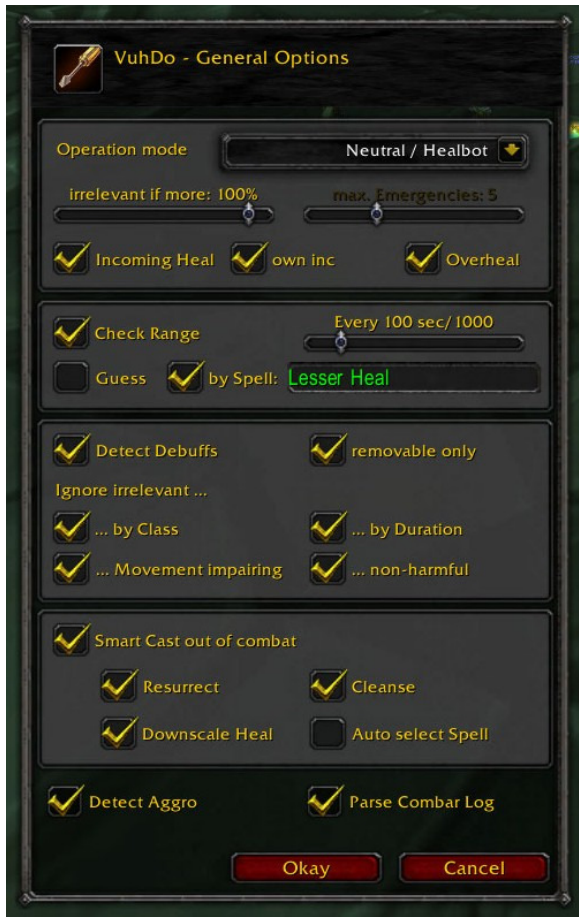 VuhDo - General Options
Operation mode
Neutral / Healbot
irrelevant if more: 100%
max. Emergencies: 5
Incoming Heal
own inc
Overheal
Check Range
Every 100 sec/1000
Guess
by Spell:
Lesser Heal
Detect Debuffs
removable only
Ignore irrelevant ...
... by Class
... by Duration
... Movement impairing
... non-harmful
Smart Cast out of combat
Resurrect
Cleanse
Downscale Heal
Auto select Spell
Detect Aggro
Parse Combar Log
Okay
Cancel